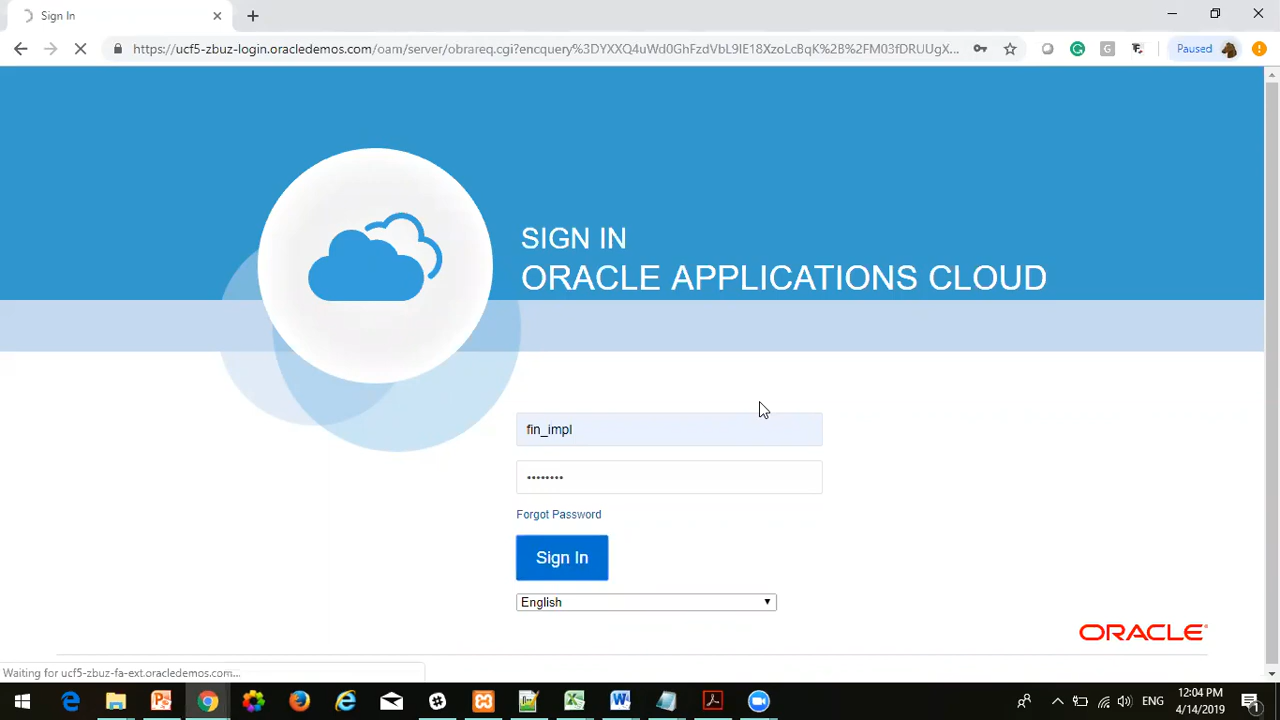 Sign In
https://ucf5-zbuz-login.oracledemos.com/oam/server/obrareq.cgi?encquery%3DYXXQ4uWd0GhFzdVbL9IE18XzoLcBqK%2B%2FM03fDRUUgX...
Paused
SIGN IN
ORACLE APPLICATIONS CLOUD
fin_impl
Forgot Password
Sign In
English
ORACLE
Waiting for ucf5-zbuz-fa-ext.oracledemos.com...
ENG
12:04 PM
4/14/2019